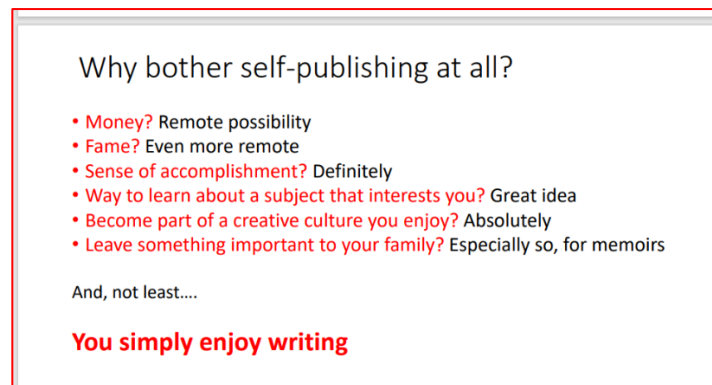 Why bother self-publishing at all?
• Money? Remote possibility
• Fame? Even more remote
• Sense of accomplishment? Definitely
• Way to learn about a subject that interests you? Great idea
• Become part of a creative culture you enjoy? Absolutely
• Leave something important to your family? Especially so, for memoirs
And, not least....
You simply enjoy writing